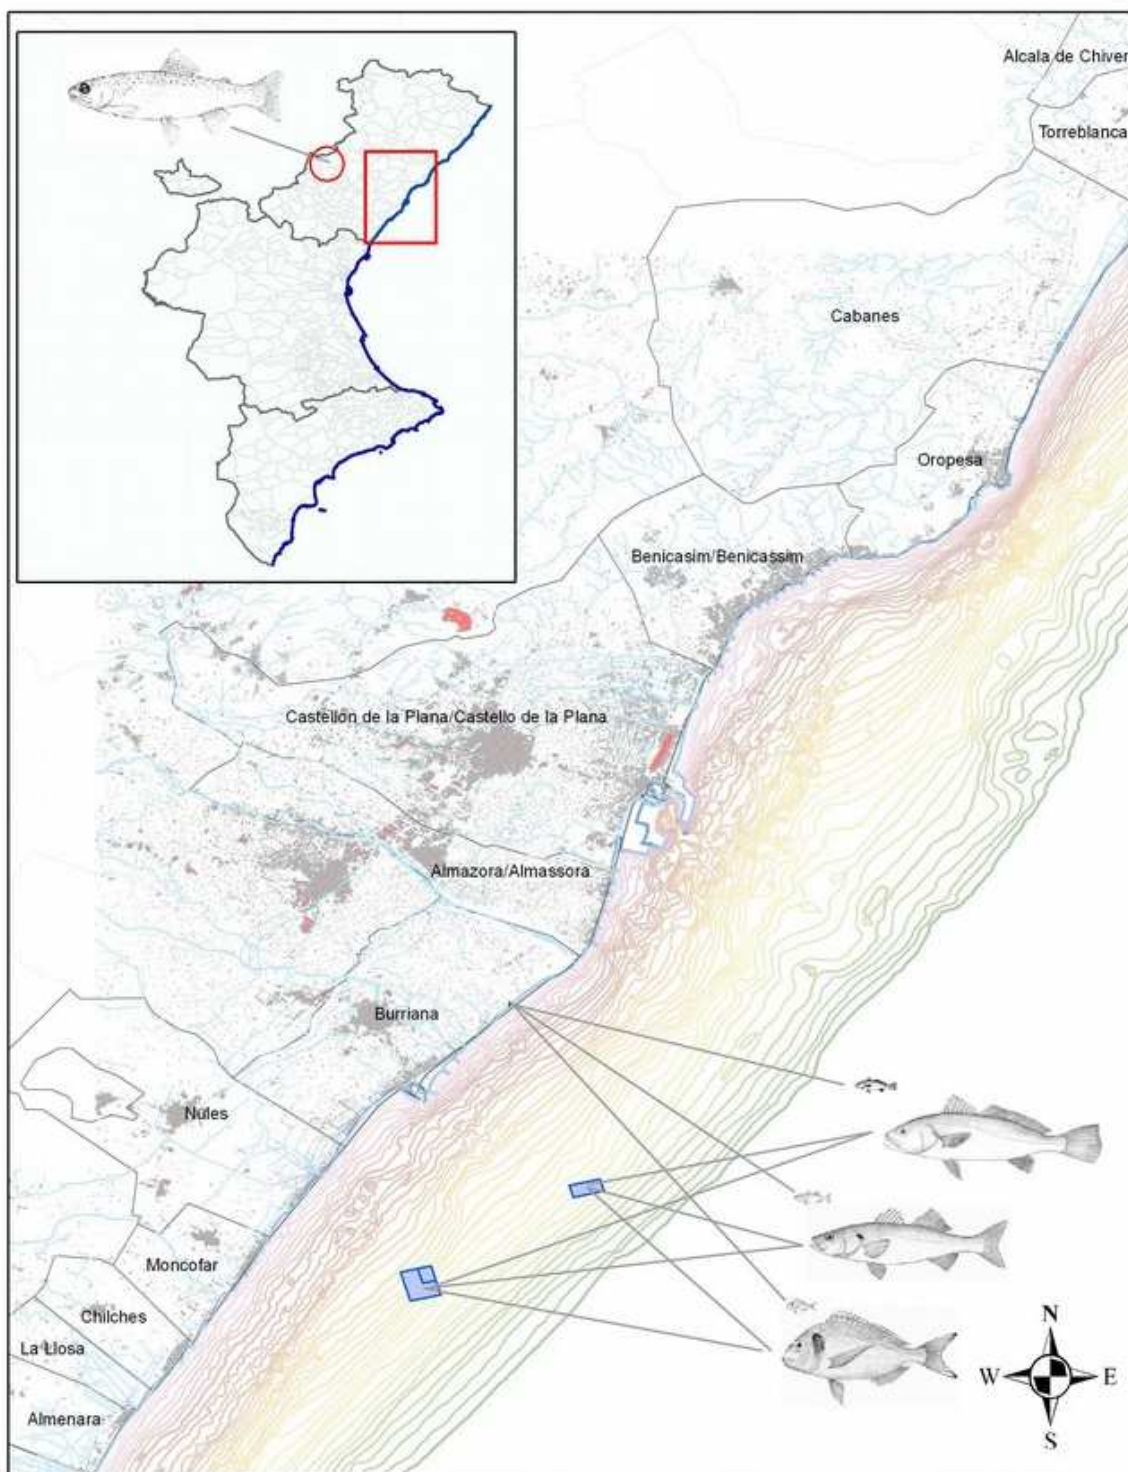 Alcala de Chiver
Torreblanca
Cabanes
Oropesa
Benicasim/Benicassim
Castellon de la Plana/Castello de la Plana
Almazora/Almassora
Burriana
Nules
Moncofar
Chilches
La Llosa
Almenara
N
W E
S